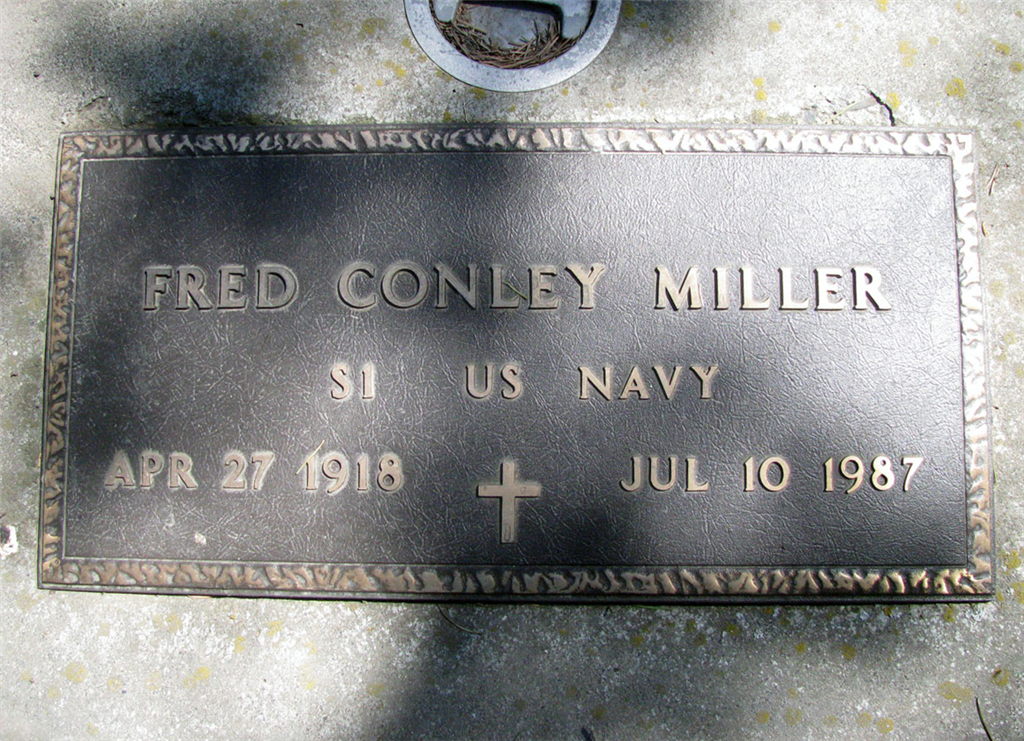 FRED CONLEY MILLER
S1 US NAVY
APR 27 1918 JUL 10 1987